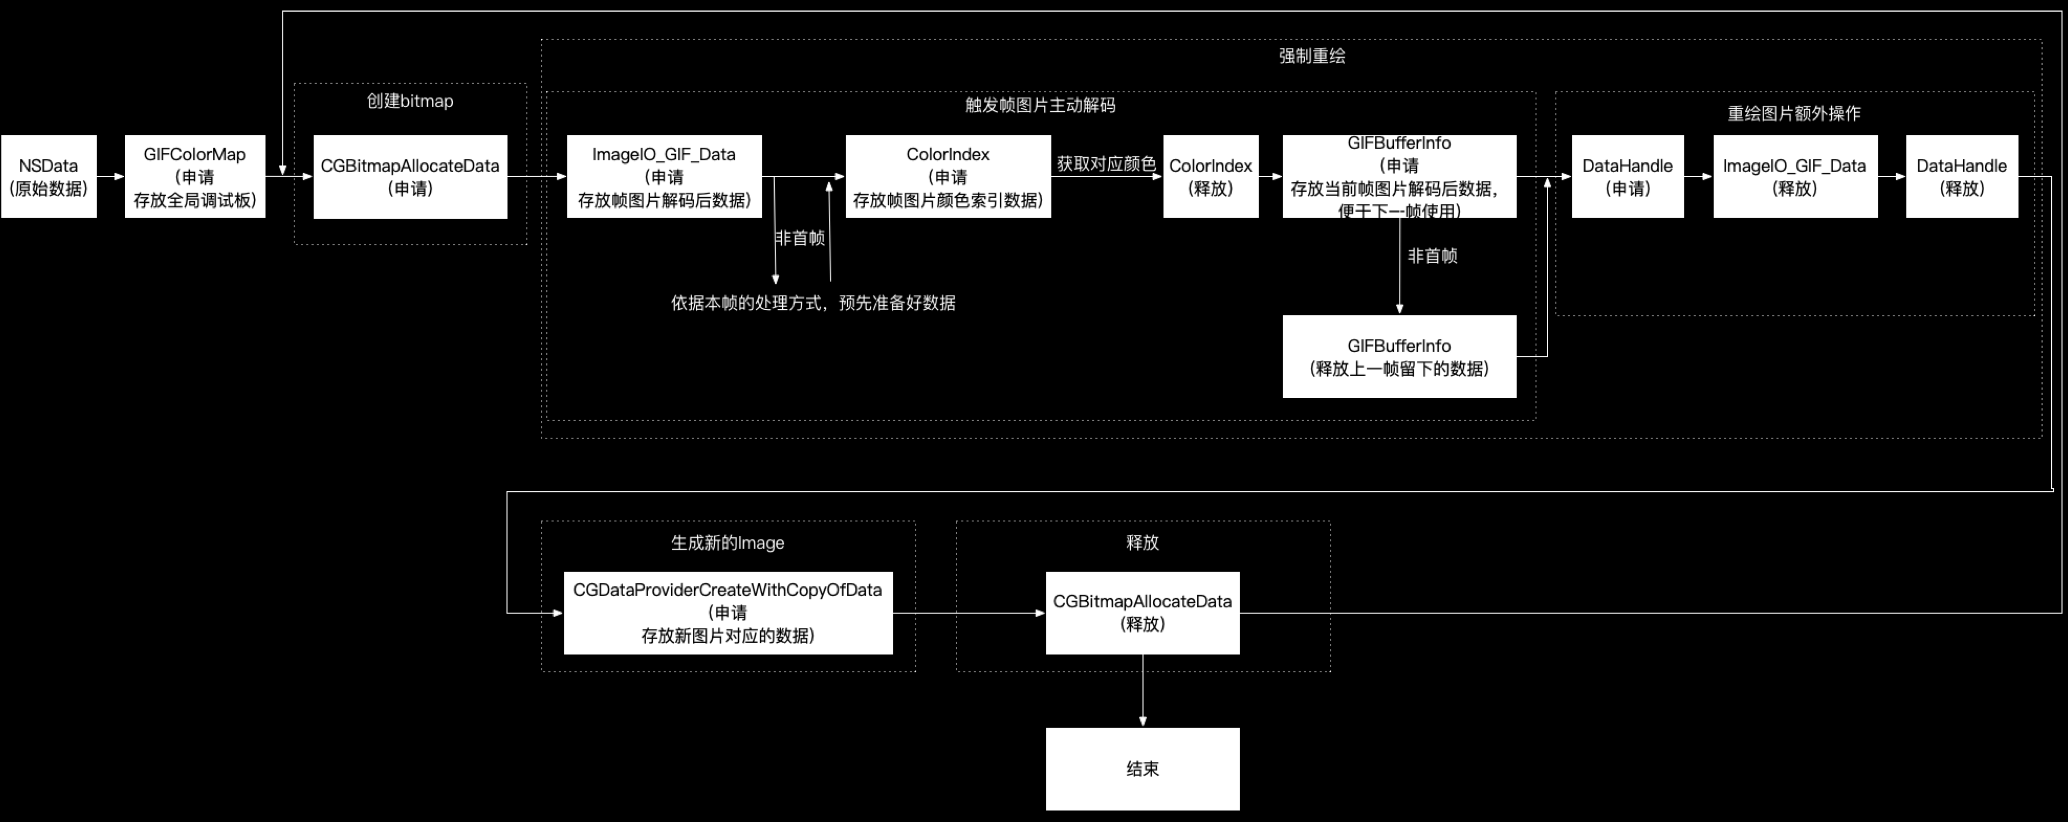 强制重绘
创建bitmap
触发帧图片主动解码
重绘图片额外操作
NSData
(原始数据)
GIFColorMap
(申请
存放全局调试板)
CGBitmapAllocateData
(申请)
ImageIO_GIF_Data
(申请
存放帧图片解码后数据)
ColorIndex
(申请
存放帧图片颜色索引数据)
获取对应颜色
ColorIndex
(释放)
GIFBufferInfo
(申请
存放当前帧图片解码后数据，
便于下一帧使用)
DataHandle
(申请)
ImageIO_GIF_Data
(释放)
DataHandle
(释放)
非首帧
非首帧
依据本帧的处理方式，预先准备好数据
GIFBufferInfo
(释放上一帧留下的数据)
生成新的Image
释放
CGDataProviderCreateWithCopyOfData
(申请
存放新图片对应的数据)
CGBitmapAllocateData
(释放)
结束